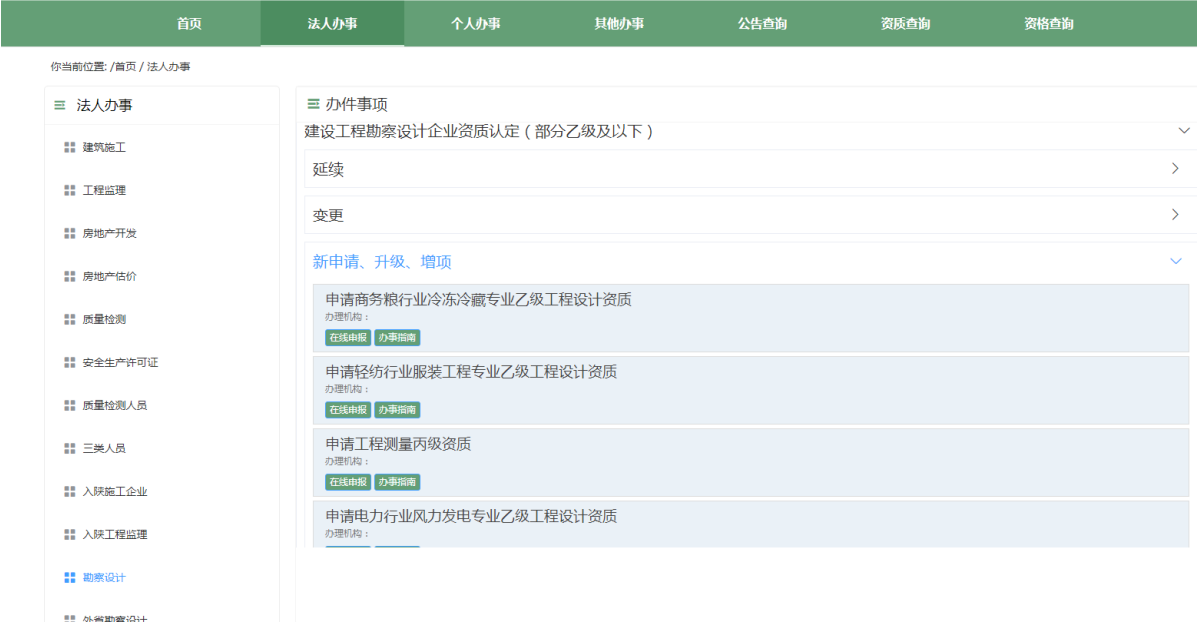 首页
法人办事
个人办事
其他办事
公告查询
资质查询
资格查询
你当前位置: /首页 / 法人办事
法人办事
建筑施工
工程监理
房地产开发
房地产估价
质量检测
安全生产许可证
质量检测人员
三类人员
入陕施工企业
入陕工程监理
勘察设计
外省勘察设计
办件事项
建设工程勘察设计企业资质认定（部分乙级及以下）
延续
变更
新申请、升级、增项
申请商务粮行业冷冻冷藏专业乙级工程设计资质
办理机构：
在线申报 办事指南
申请轻纺行业服装工程专业乙级工程设计资质
办理机构：
在线申报 办事指南
申请工程测量丙级资质
办理机构：
在线申报 办事指南
申请电力行业风力发电专业乙级工程设计资质
办理机构：